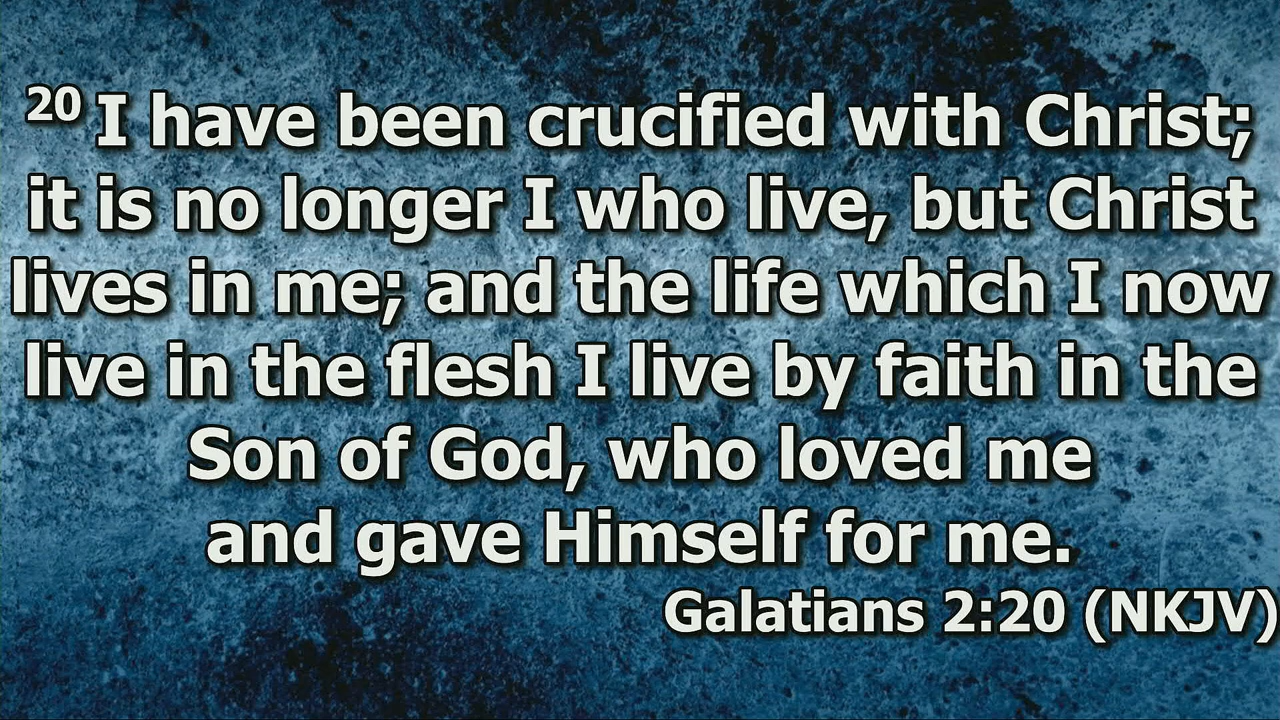 20 I have been crucified with Christ;
it is no longer I who live, but Christ
lives in me; and the life which I now
live in the flesh I live by faith in the
Son of God, who loved me
and gave Himself for me.
Galatians 2:20 (NKJV)